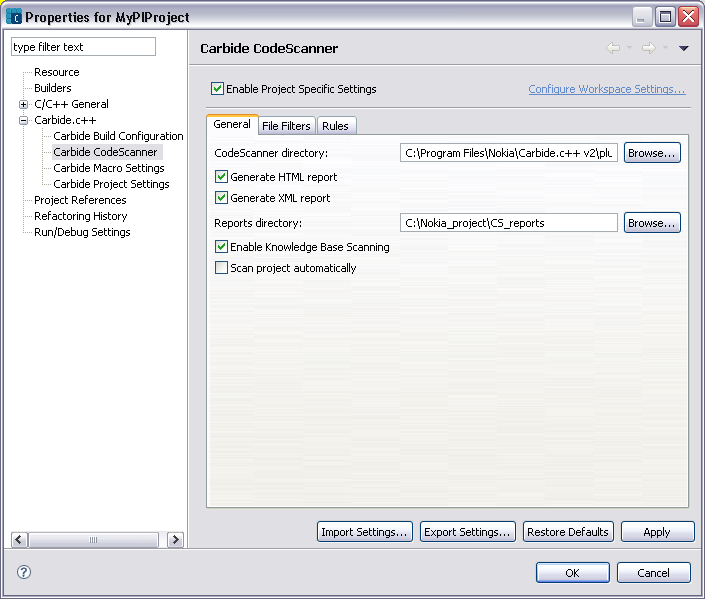 Properties for MyPIProject
type filter text
Resource
Builders
C/C++ General
Carbide.c++
Carbide Build Configuration
Carbide CodeScanner
Carbide Macro Settings
Carbide Project Settings
Project References
Refactoring History
Run/Debug Settings
Carbide CodeScanner
Enable Project Specific Settings
Configure Workspace Settings...
General File Filters Rules
CodeScanner directory: C:\Program Files\Nokia\Carbide.c++ v2\plu Browse...
Generate HTML report
Generate XML report
Reports directory: C:\Nokia_project\CS_reports Browse...
Enable Knowledge Base Scanning
Scan project automatically
Import Settings... Export Settings... Restore Defaults Apply
? OK Cancel